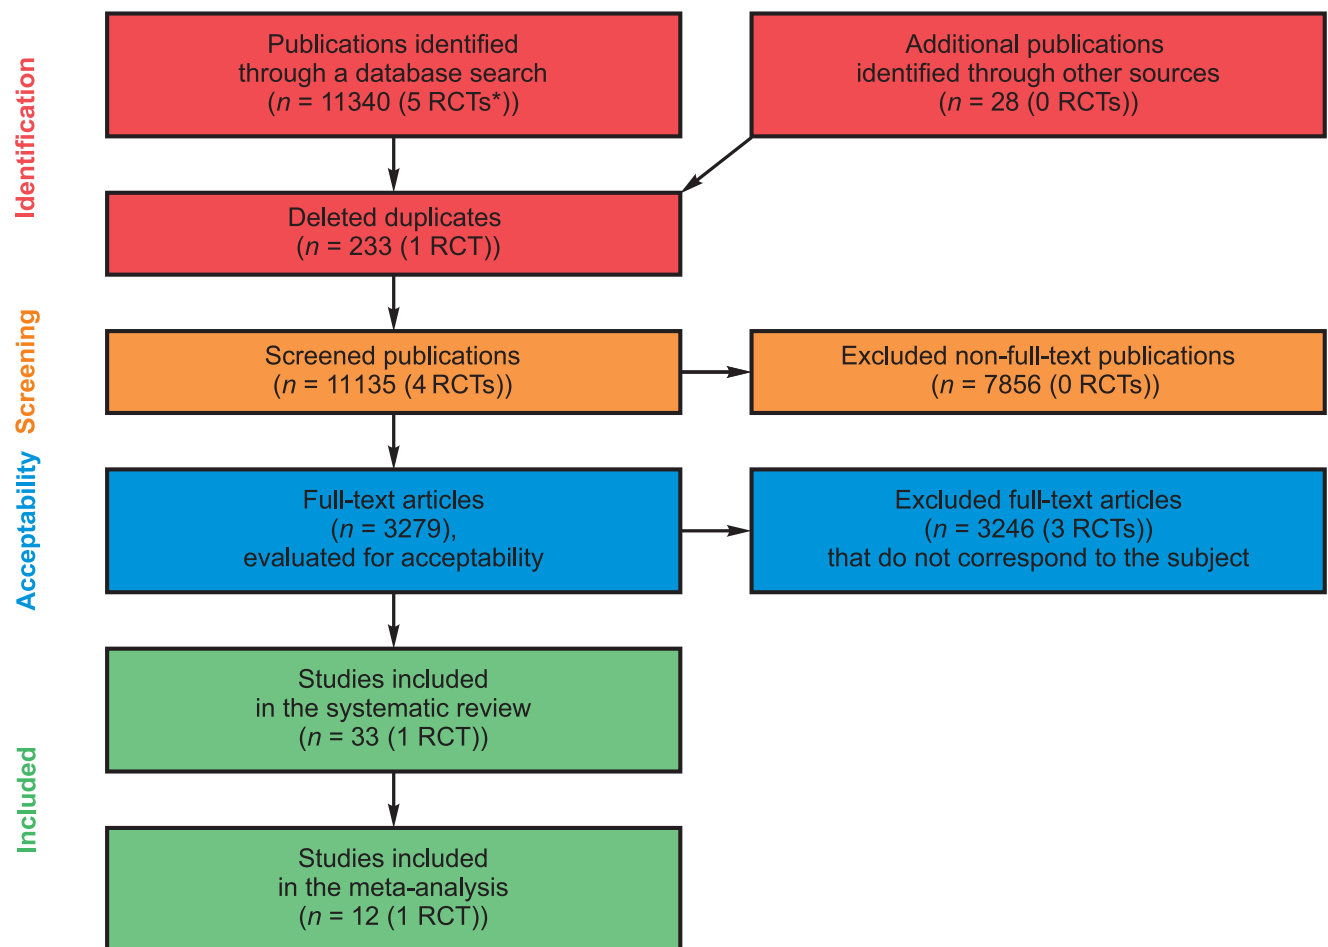 Identification
Publications identified
through a database search
(n = 11340 (5 RCTs*))
Additional publications
identified through other sources
(n = 28 (0 RCTs))
Deleted duplicates
(n = 233 (1 RCT))
Screening
Screened publications
(n = 11135 (4 RCTs))
Excluded non-full-text publications
(n = 7856 (0 RCTs))
Acceptability
Full-text articles
(n = 3279),
evaluated for acceptability
Excluded full-text articles
(n = 3246 (3 RCTs))
that do not correspond to the subject
Included
Studies included
in the systematic review
(n = 33 (1 RCT))
Studies included
in the meta-analysis
(n = 12 (1 RCT))